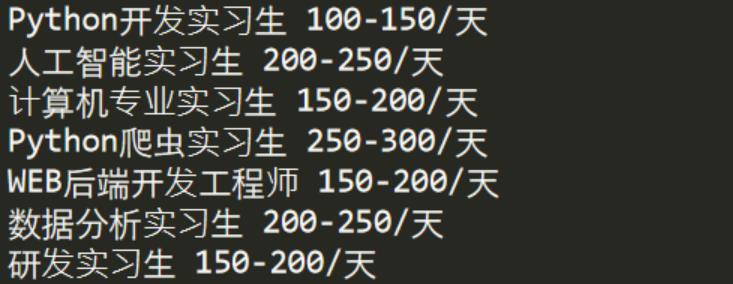 Python开发实习生 100-150/天
人工智能实习生 200-250/天
计算机专业实习生 150-200/天
Python爬虫实习生 250-300/天
WEB后端开发工程师 150-200/天
数据分析实习生 200-250/天
研发实习生 150-200/天